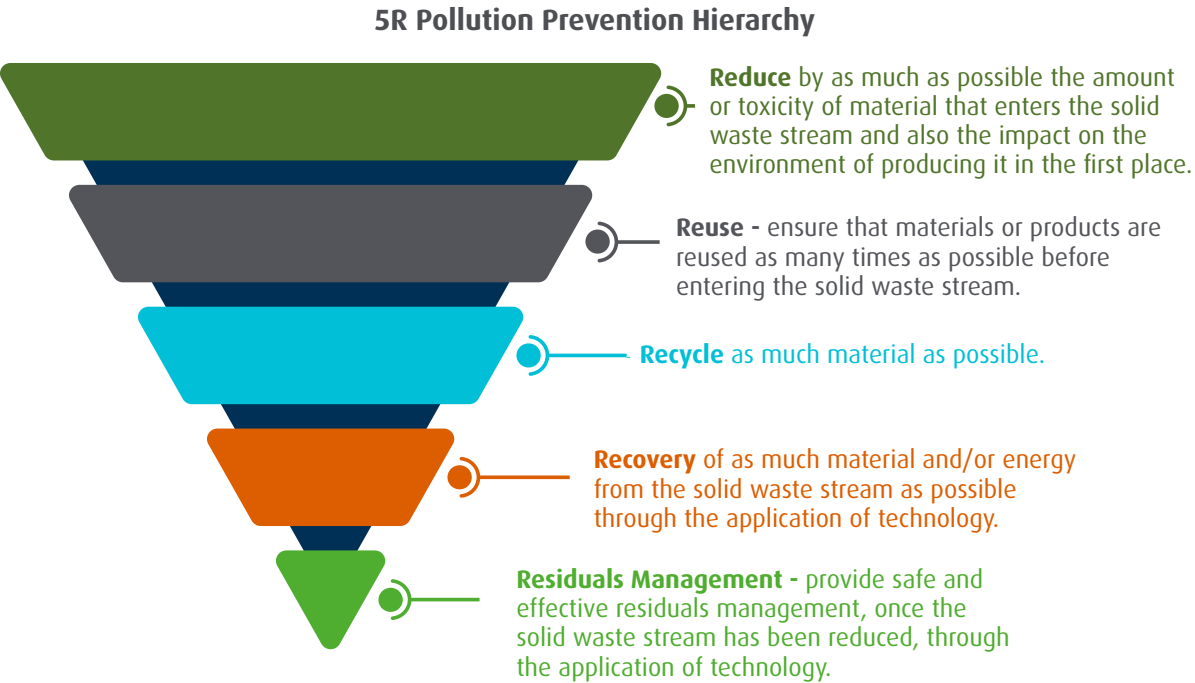 5R Pollution Prevention Hierarchy
Reduce by as much as possible the amount
or toxicity of material that enters the solid
waste stream and also the impact on the
environment of producing it in the first place.
Reuse - ensure that materials or products are
reused as many times as possible before
entering the solid waste stream.
Recycle as much material as possible.
Recovery of as much material and/or energy
from the solid waste stream as possible
through the application of technology.
Residuals Management - provide safe and
effective residuals management, once the
solid waste stream has been reduced, through
the application of technology.